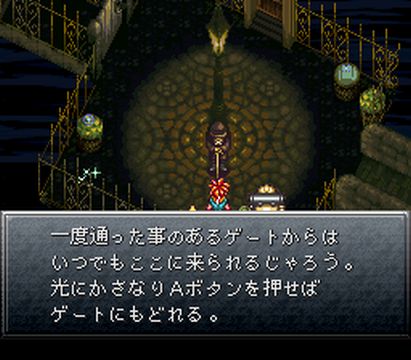 一度通った事のあるゲートからは
いつでもここに来られるじゃろう。
光にかさなりAボタンを押せば
ゲートにもどれる。